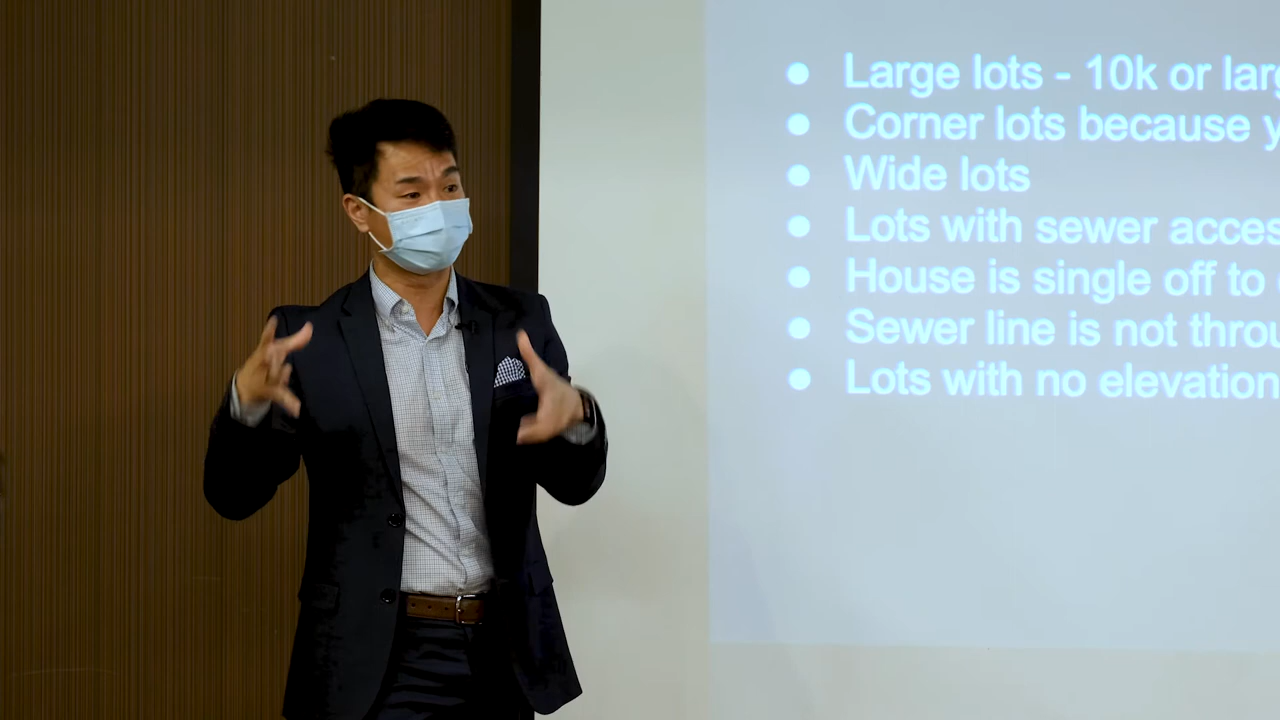 ● Large lots - 10k or
● Corner lots because
● Wide lots
● Lots with sewer
● House is single off to
● Sewer line is not
● Lots with no elevation